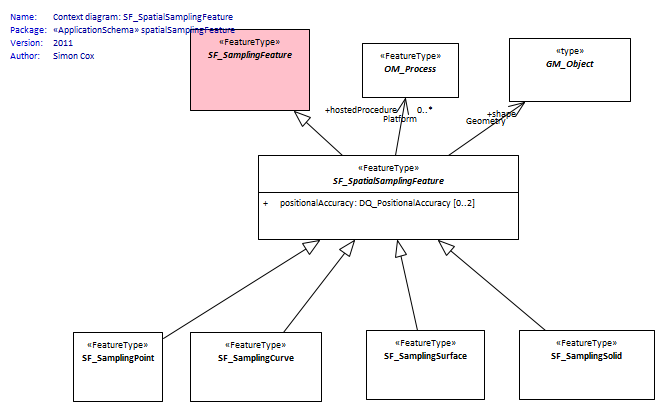 Name: Context diagram: SF_SpatialSamplingFeature
Package: «ApplicationSchema» spatialSamplingFeature
Version: 2011
Author: Simon Cox
«FeatureType»
SF_SamplingFeature
«FeatureType»
OM_Process
«type»
GM_Object
+hostedProcedure 0..*
Platform
+shape
Geometry
«FeatureType»
SF_SpatialSamplingFeature
+ positionalAccuracy: DQ_PositionalAccuracy [0..2]
«FeatureType»
SF_SamplingPoint
«FeatureType»
SF_SamplingCurve
«FeatureType»
SF_SamplingSurface
«FeatureType»
SF_SamplingSolid